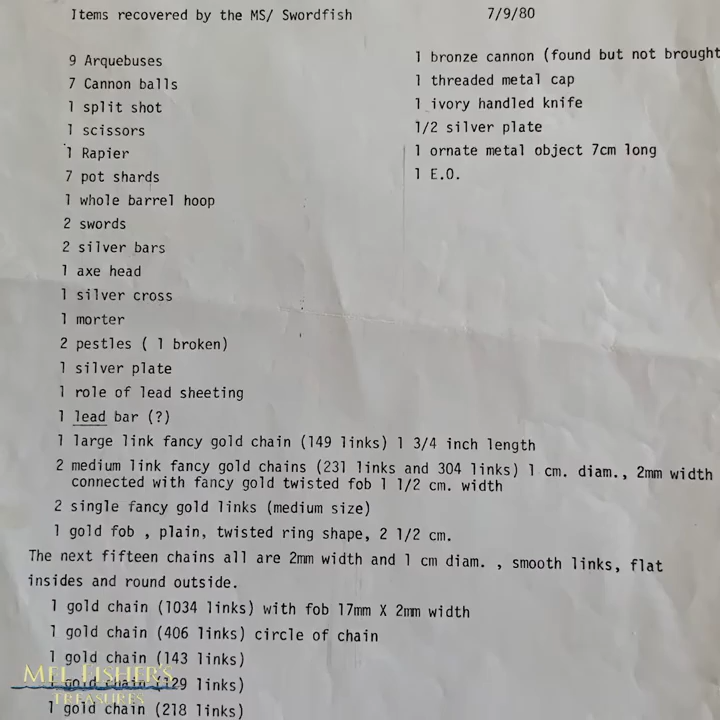 Items recovered by the MS/ Swordfish 7/9/80
9 Arquebuses
7 Cannon balls
1 split shot
1 scissors
1 Rapier
7 pot shards
1 whole barrel hoop
2 swords
2 silver bars
1 axe head
1 silver cross
1 morter
2 pestles ( 1 broken)
1 silver plate
1 role of lead sheeting
1 lead bar (?)
1 bronze cannon (found but not brought
1 threaded metal cap
1 ivory handled knife
1/2 silver plate
1 ornate metal object 7cm long
1 E.O.
1 large link fancy gold chain (149 links) 1 3/4 inch length
2 medium link fancy gold chains (231 links and 304 links) 1 cm. diam., 2mm width
connected with fancy gold twisted fob 1 1/2 cm. width
2 single fancy gold links (medium size)
1 gold fob , plain, twisted ring shape, 2 1/2 cm.
The next fifteen chains all are 2mm width and 1 cm diam. , smooth links, flat
insides and round outside.
1 gold chain (1034 links) with fob 17mm X 2mm width
1 gold chain (406 links) circle of chain
1 gold chain (143 links)
1 gold chain (129 links)
1 gold chain (218 links)
MEL FISHER'S
TREASURES